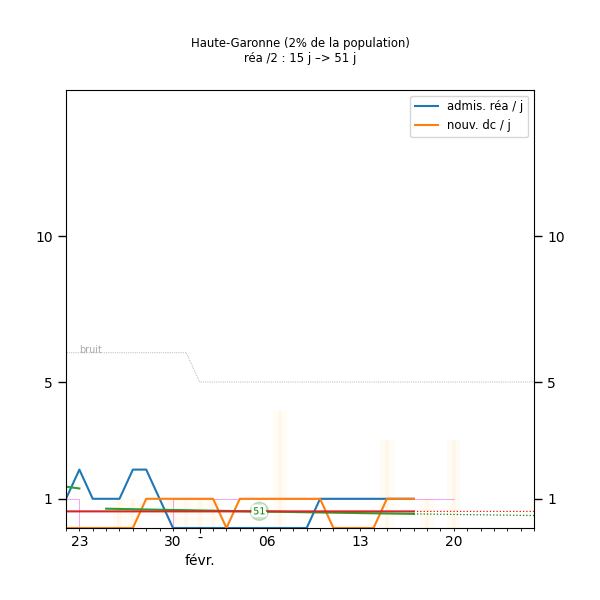 Haute-Garonne (2% de la population)
réa /2 : 15 j –> 51 j
admis. réa / j
nouv. dc / j
10 10
bruit
5 5
1 1
51
23 30 - 06 13 20
févr.